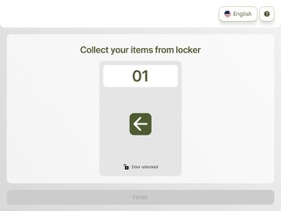 English
Collect your items from locker
01
Door unlocked
Finish